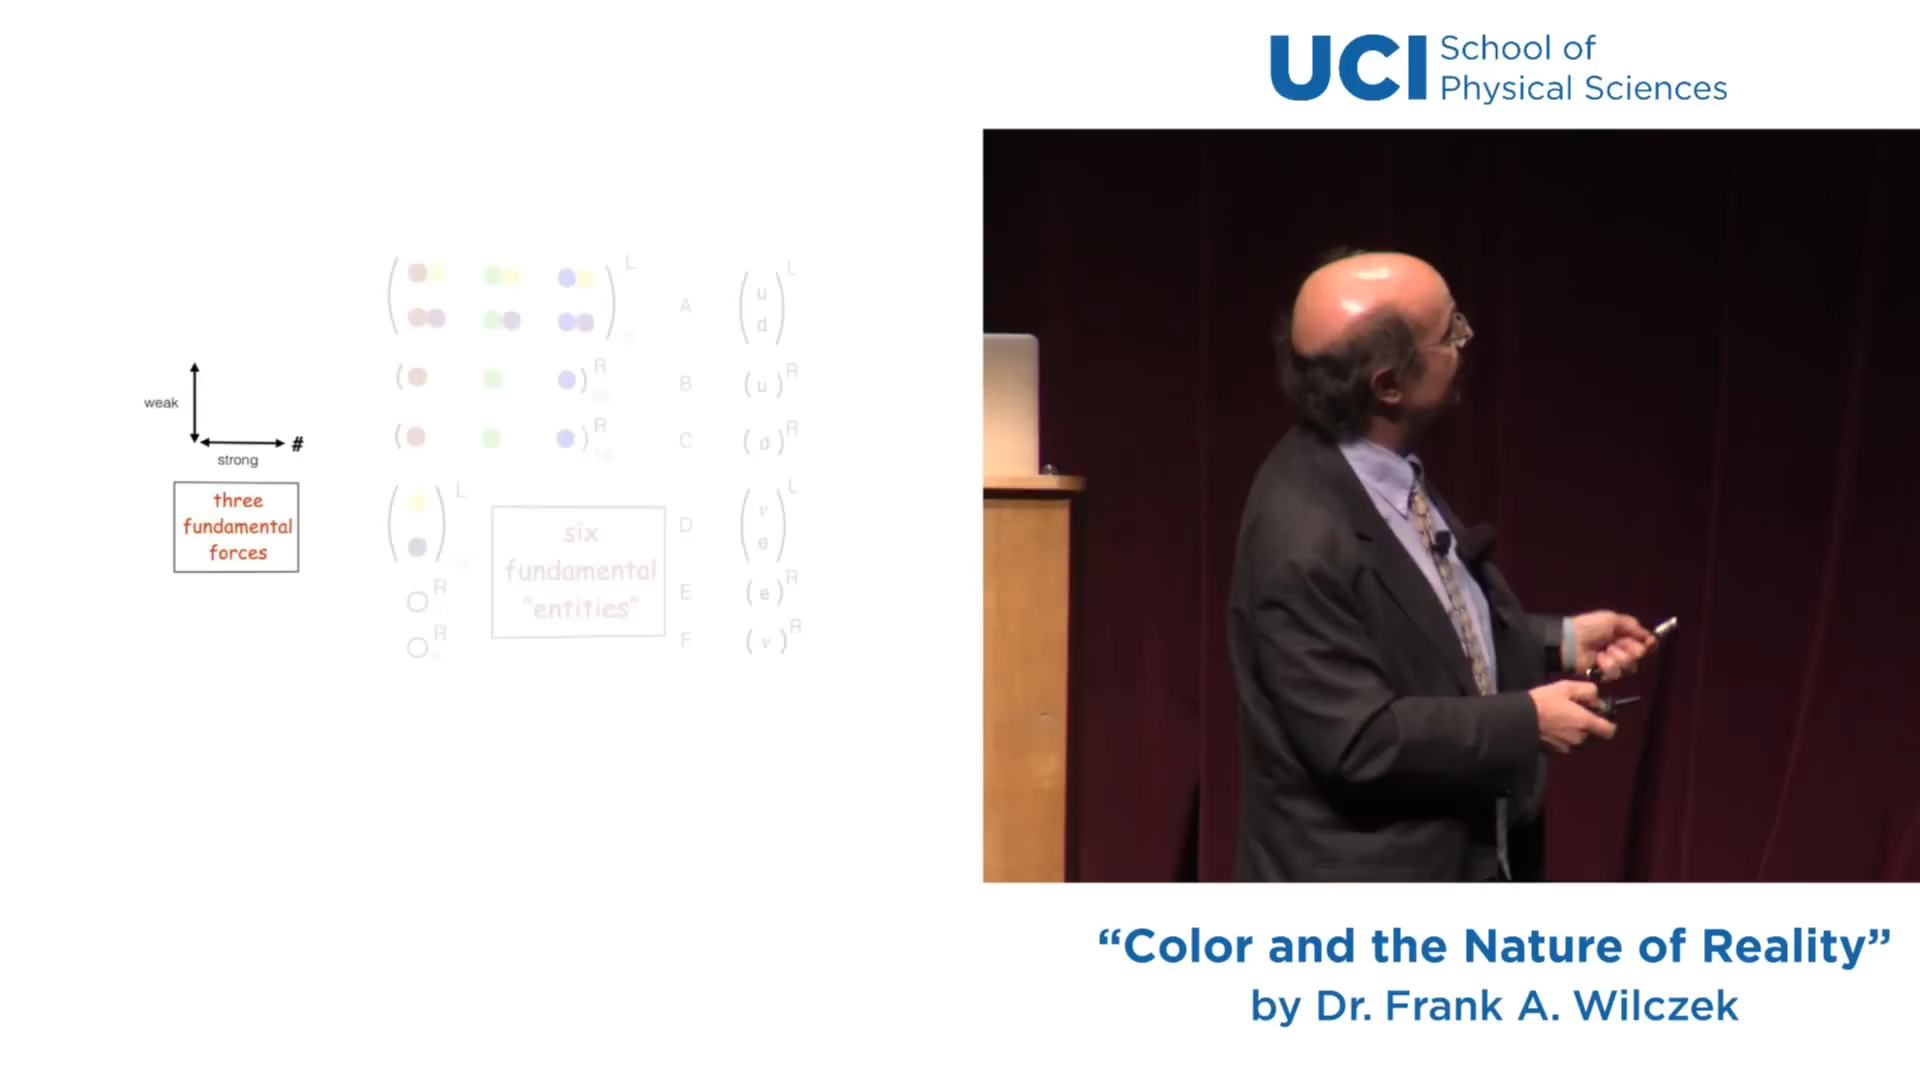 UCI School of
Physical Sciences
L
A
( u
d ) L
R
B
( u ) R
R
C
( d ) R
weak
#
strong
three
fundamental
forces
L
six
fundamental
"entities"
D
( ν
e ) L
R
E
( e ) R
R
F
( ν ) R
“Color and the Nature of Reality”
by Dr. Frank A. Wilczek